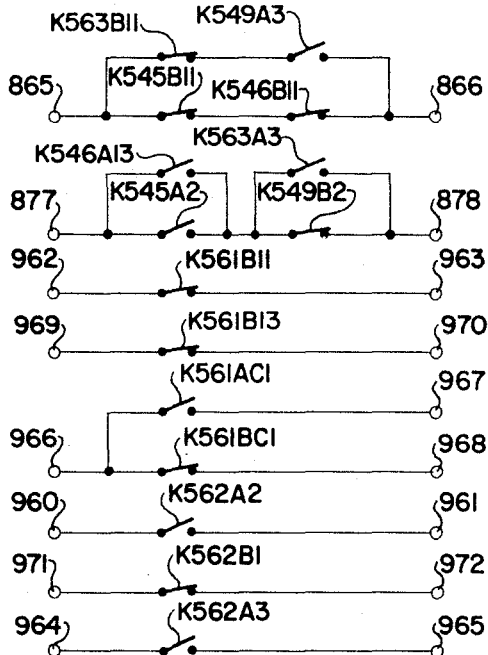 K563B11 K549A3
865 K545B11 K546B11 866
K546A13 K563A3
877 K545A2 K549B2 878
962 K561B11 963
969 K561B13 970
K561AC1 967
966 K561BC1 968
960 K562A2 961
971 K562B1 972
964 K562A3 965